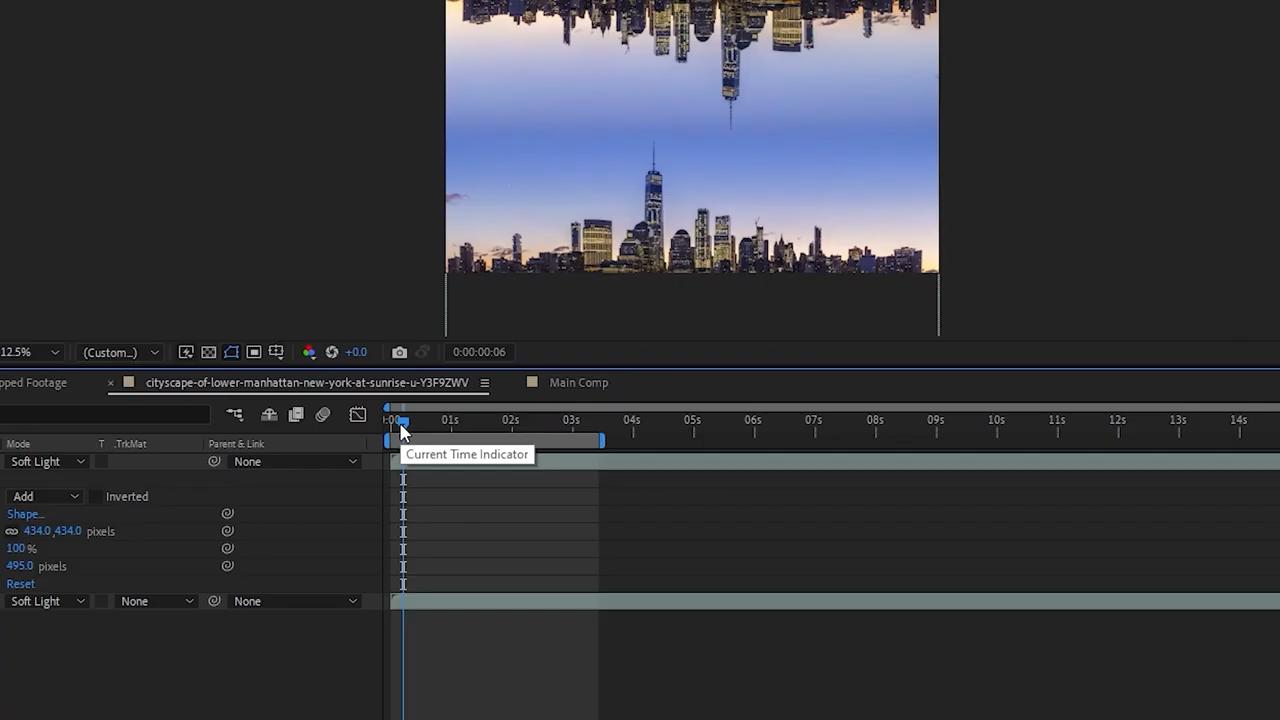 12.5% (Custom...) +0.0 0:00:00:06
pped Footage × cityscape-of-lower-manhattan-new-york-at-sunrise-u-Y3F9ZWV Main Comp
:00 01s 02s 03s 04s 05s 06s 07s 08s 09s 10s 11s 12s 13s 14s
Mode T .TrkMat Parent & Link
Current Time Indicator
Soft Light None
Add Inverted
Shape...
434.0,434.0 pixels
100 %
495.0 pixels
Reset
Soft Light None None